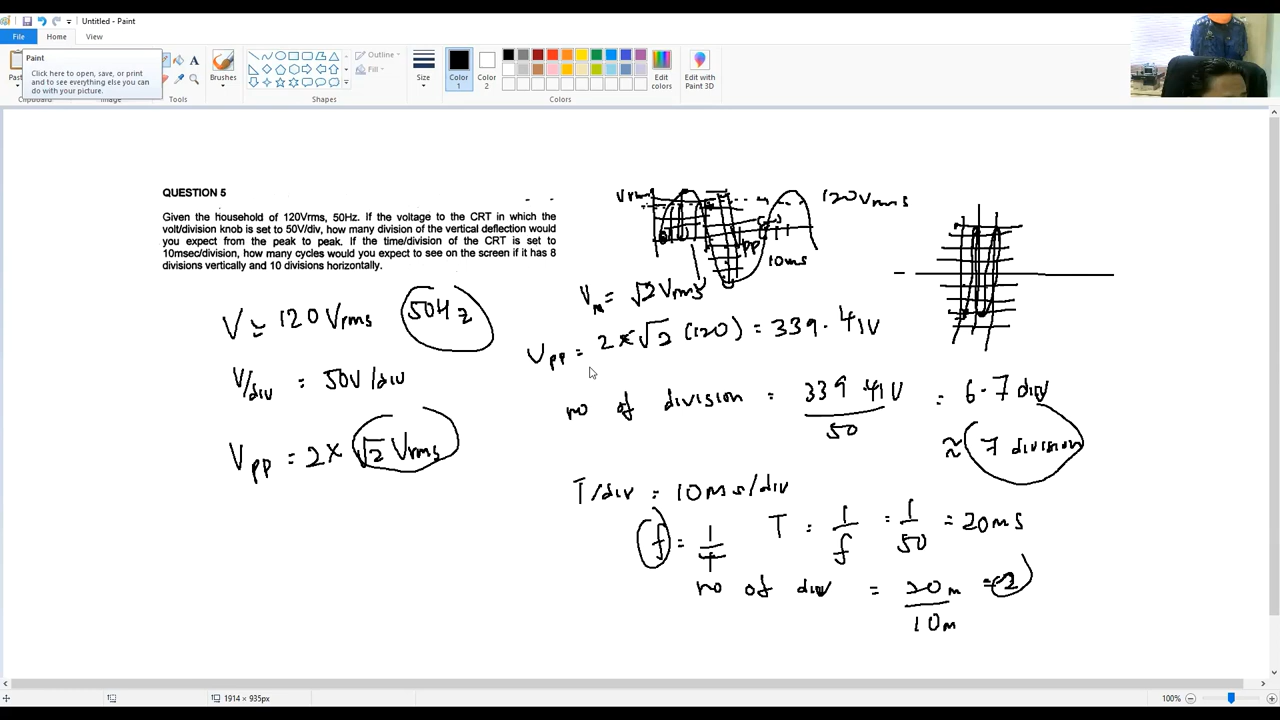 Untitled - Paint
File
Home
View
Paint
Click here to open, save, or print
and to see everything else you can
do with your picture.
Past
Clipboard
Image
Tools
Brushes
Outline
Fill
Shapes
Size
Color
1
Color
2
Edit
colors
Edit with
Paint 3D
Colors
QUESTION 5
Given the household of 120Vrms, 50Hz. If the voltage to the CRT in which the
volt/division knob is set to 50V/div, how many division of the vertical deflection would
you expect from the peak to peak. If the time/division of the CRT is set to
10msec/division, how many cycles would you expect to see on the screen if it has 8
divisions vertically and 10 divisions horizontally.
V ≃ 120 Vrms 50Hz
V/div = 50V/div
Vpp = 2× √2 Vrms
Vrms
120Vrms
PP
10ms
Vm = √2 Vrms
Vpp = 2×√2 (120) = 339.41V
no of division = 339.41V / 50 = 6.7 div
≈ 7 division
T/div = 10ms/div
f = 1/T T = 1/f = 1/50 = 20ms
no of div = 20m / 10m = 2
1914 × 935px
100%